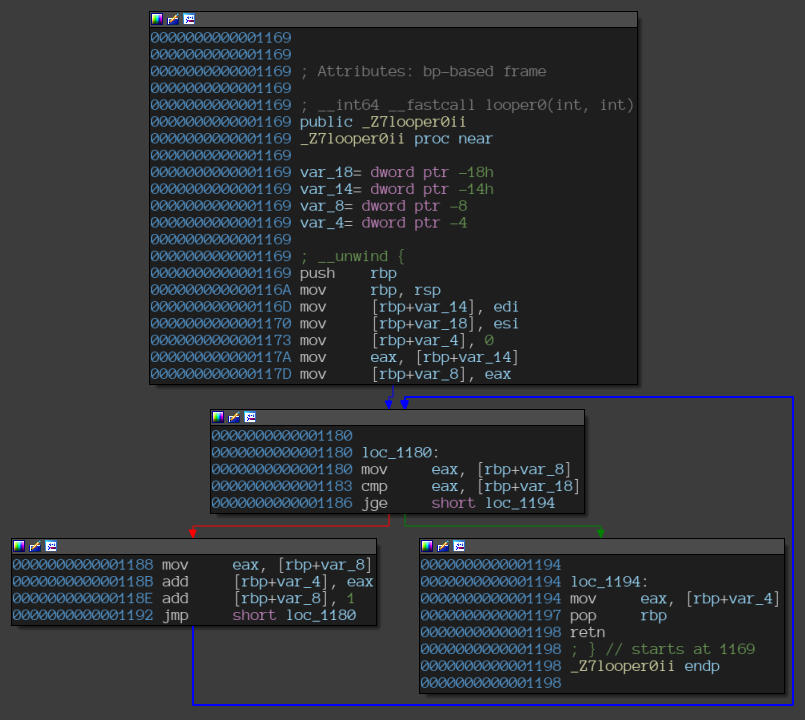 0000000000001169
0000000000001169
0000000000001169 ; Attributes: bp-based frame
0000000000001169
0000000000001169 ; __int64 __fastcall looper0(int, int)
0000000000001169 public _Z7looper0ii
0000000000001169 _Z7looper0ii proc near
0000000000001169
0000000000001169 var_18= dword ptr -18h
0000000000001169 var_14= dword ptr -14h
0000000000001169 var_8= dword ptr -8
0000000000001169 var_4= dword ptr -4
0000000000001169
0000000000001169 ; __unwind {
0000000000001169 push    rbp
000000000000116A mov     rbp, rsp
000000000000116D mov     [rbp+var_14], edi
0000000000001170 mov     [rbp+var_18], esi
0000000000001173 mov     [rbp+var_4], 0
000000000000117A mov     eax, [rbp+var_14]
000000000000117D mov     [rbp+var_8], eax
0000000000001180
0000000000001180 loc_1180:
0000000000001180 mov     eax, [rbp+var_8]
0000000000001183 cmp     eax, [rbp+var_18]
0000000000001186 jge     short loc_1194
0000000000001188 mov     eax, [rbp+var_8]
000000000000118B add     [rbp+var_4], eax
000000000000118E add     [rbp+var_8], 1
0000000000001192 jmp     short loc_1180
0000000000001194
0000000000001194 loc_1194:
0000000000001194 mov     eax, [rbp+var_4]
0000000000001197 pop     rbp
0000000000001198 retn
0000000000001198 ; } // starts at 1169
0000000000001198 _Z7looper0ii endp
0000000000001198